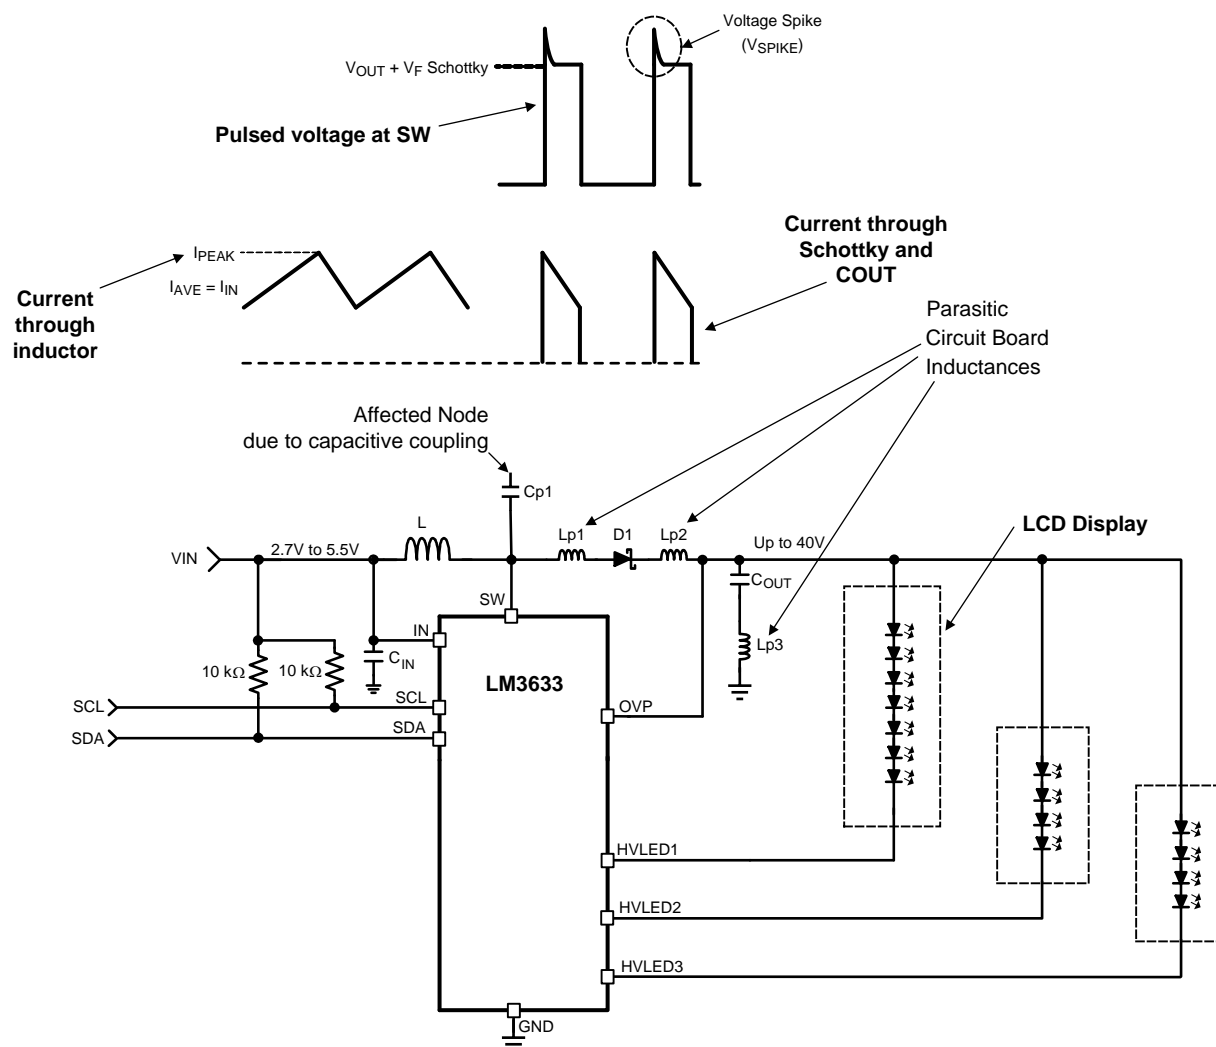 Voltage Spike
(VSPIKE)
VOUT + VF Schottky
Pulsed voltage at SW
Current through
Schottky and
COUT
IPEAK
IAVE = IIN
Current
through
inductor
Parasitic
Circuit Board
Inductances
Affected Node
due to capacitive coupling
Cp1
L
Lp1
D1
Lp2
LCD Display
VIN
2.7V to 5.5V
Up to 40V
COUT
SW
IN
Lp3
10 kΩ
10 kΩ
CIN
LM3633
SCL
SCL
OVP
SDA
SDA
HVLED1
HVLED2
HVLED3
GND